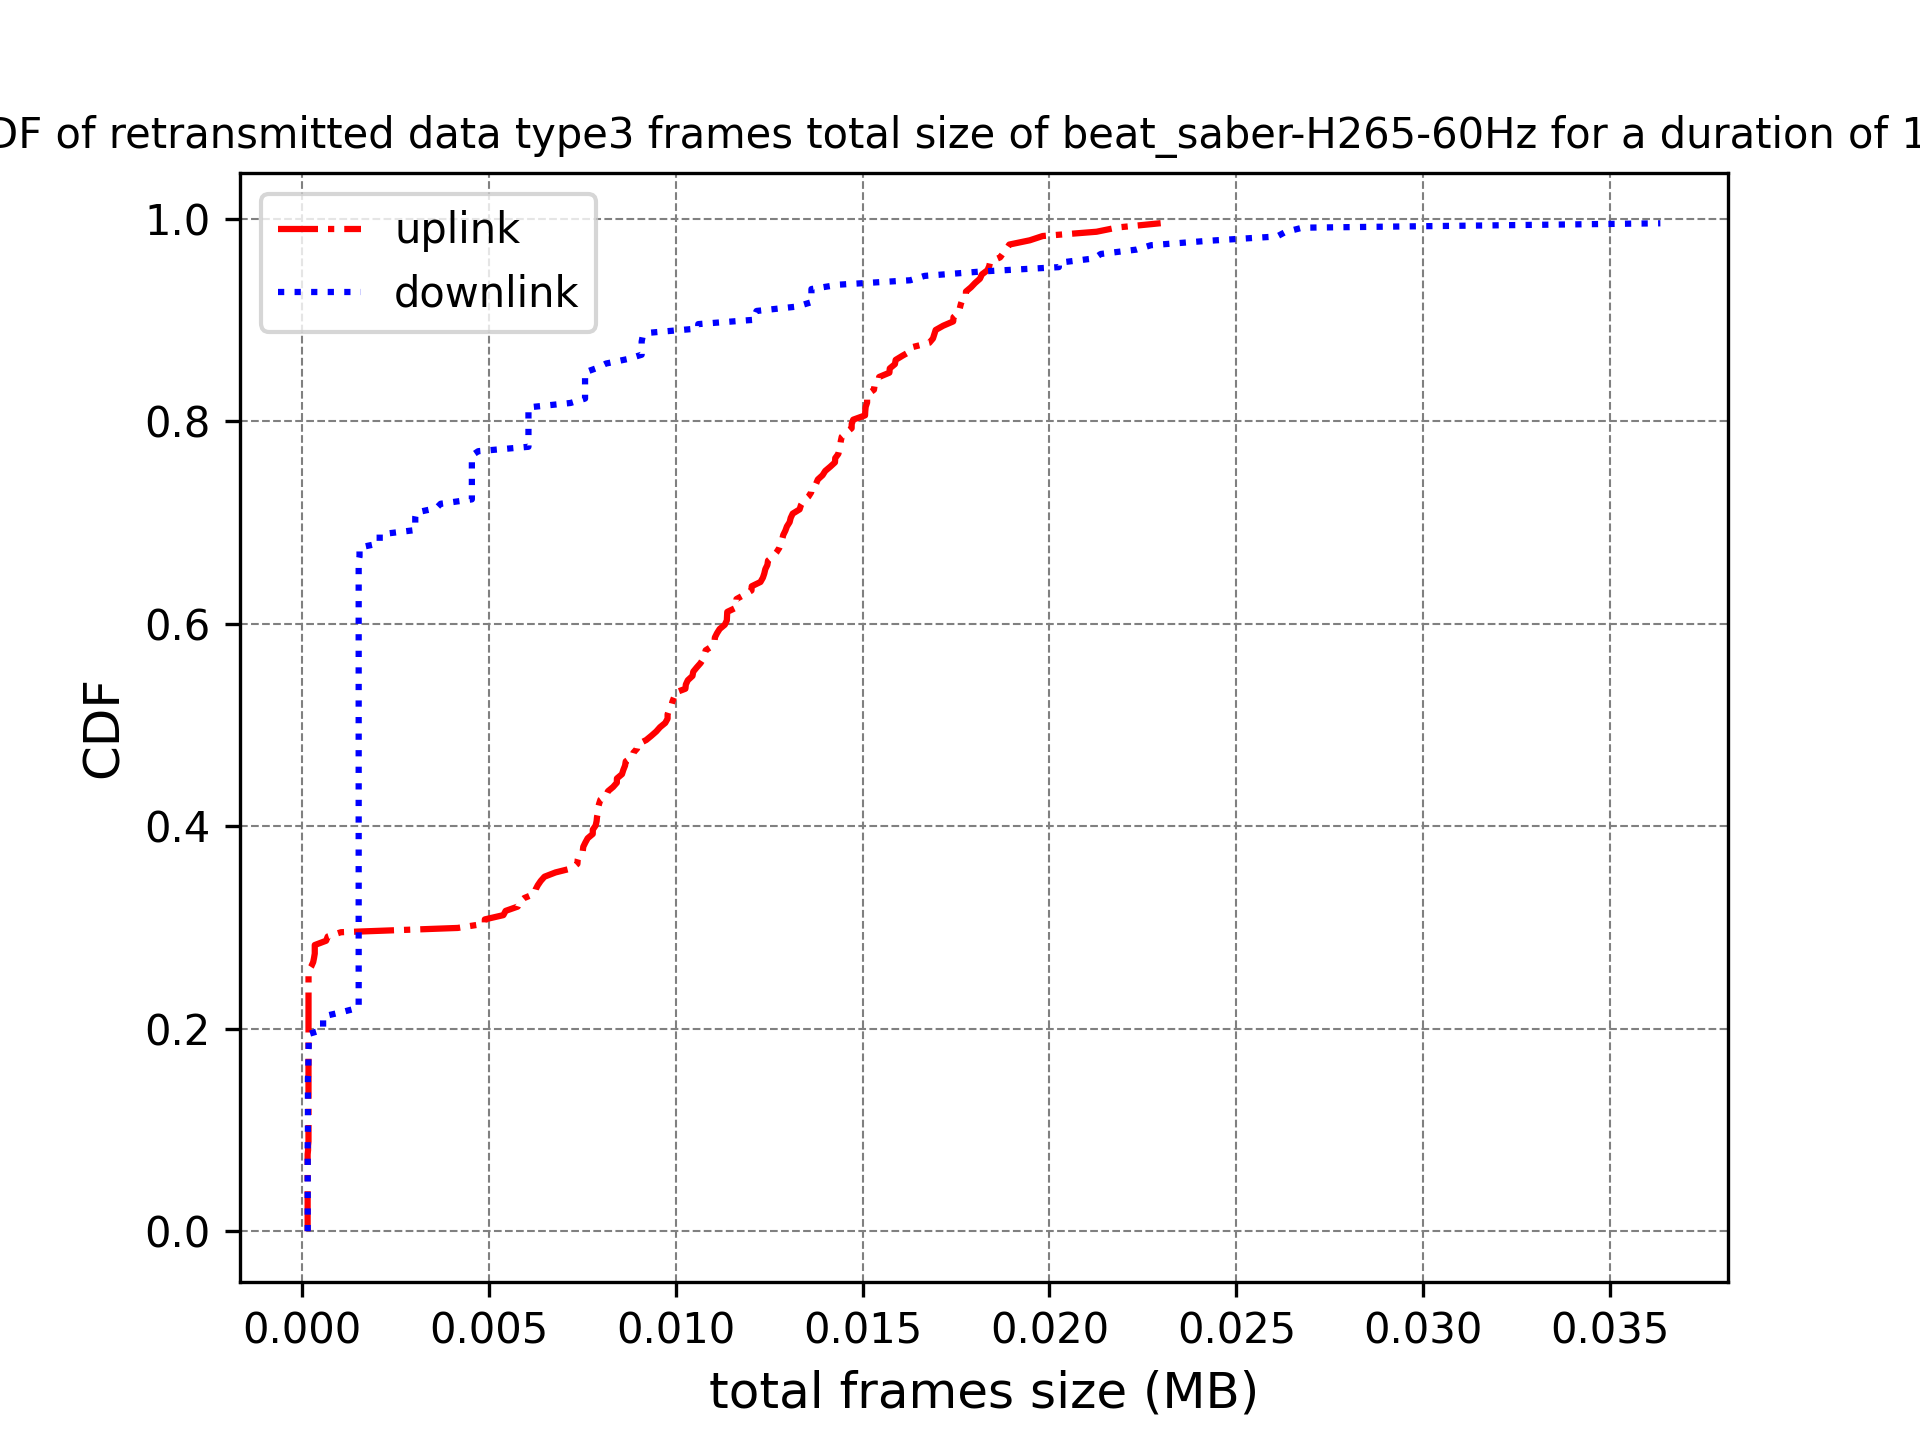 DF of retransmitted data type3 frames total size of beat_saber-H265-60Hz for a duration of 1
uplink
downlink
1.0
0.8
0.6
0.4
0.2
0.0
CDF
0.000 0.005 0.010 0.015 0.020 0.025 0.030 0.035
total frames size (MB)